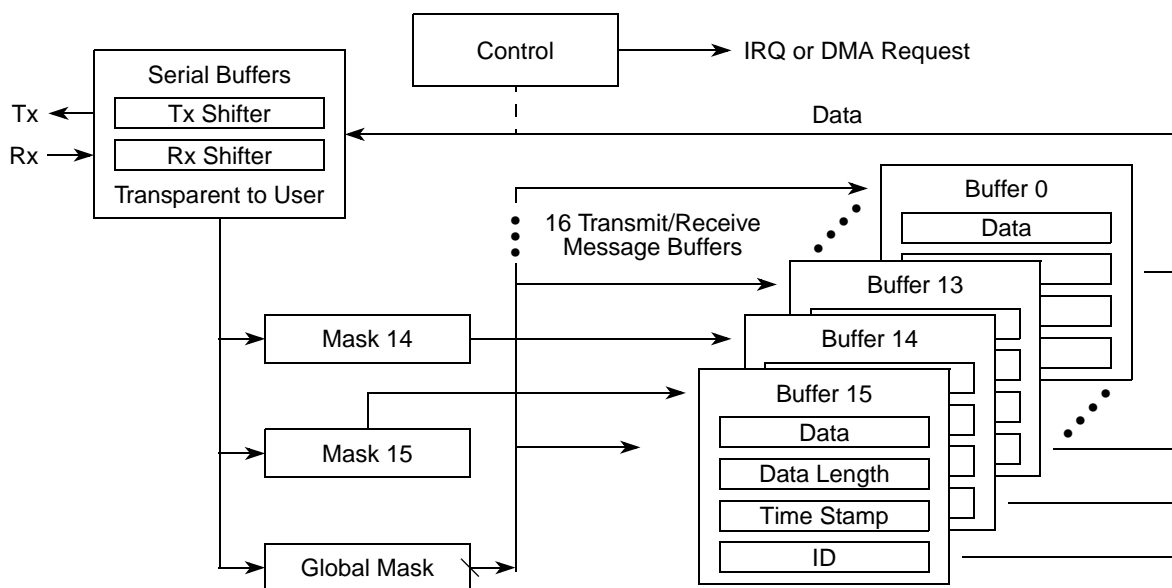 Control
IRQ or DMA Request
Serial Buffers
Tx Shifter
Tx
Data
Rx Shifter
Rx
Transparent to User
Buffer 0
16 Transmit/Receive
Message Buffers
Data
Buffer 13
Mask 14
Buffer 14
Buffer 15
Data
Mask 15
Data Length
Time Stamp
ID
Global Mask